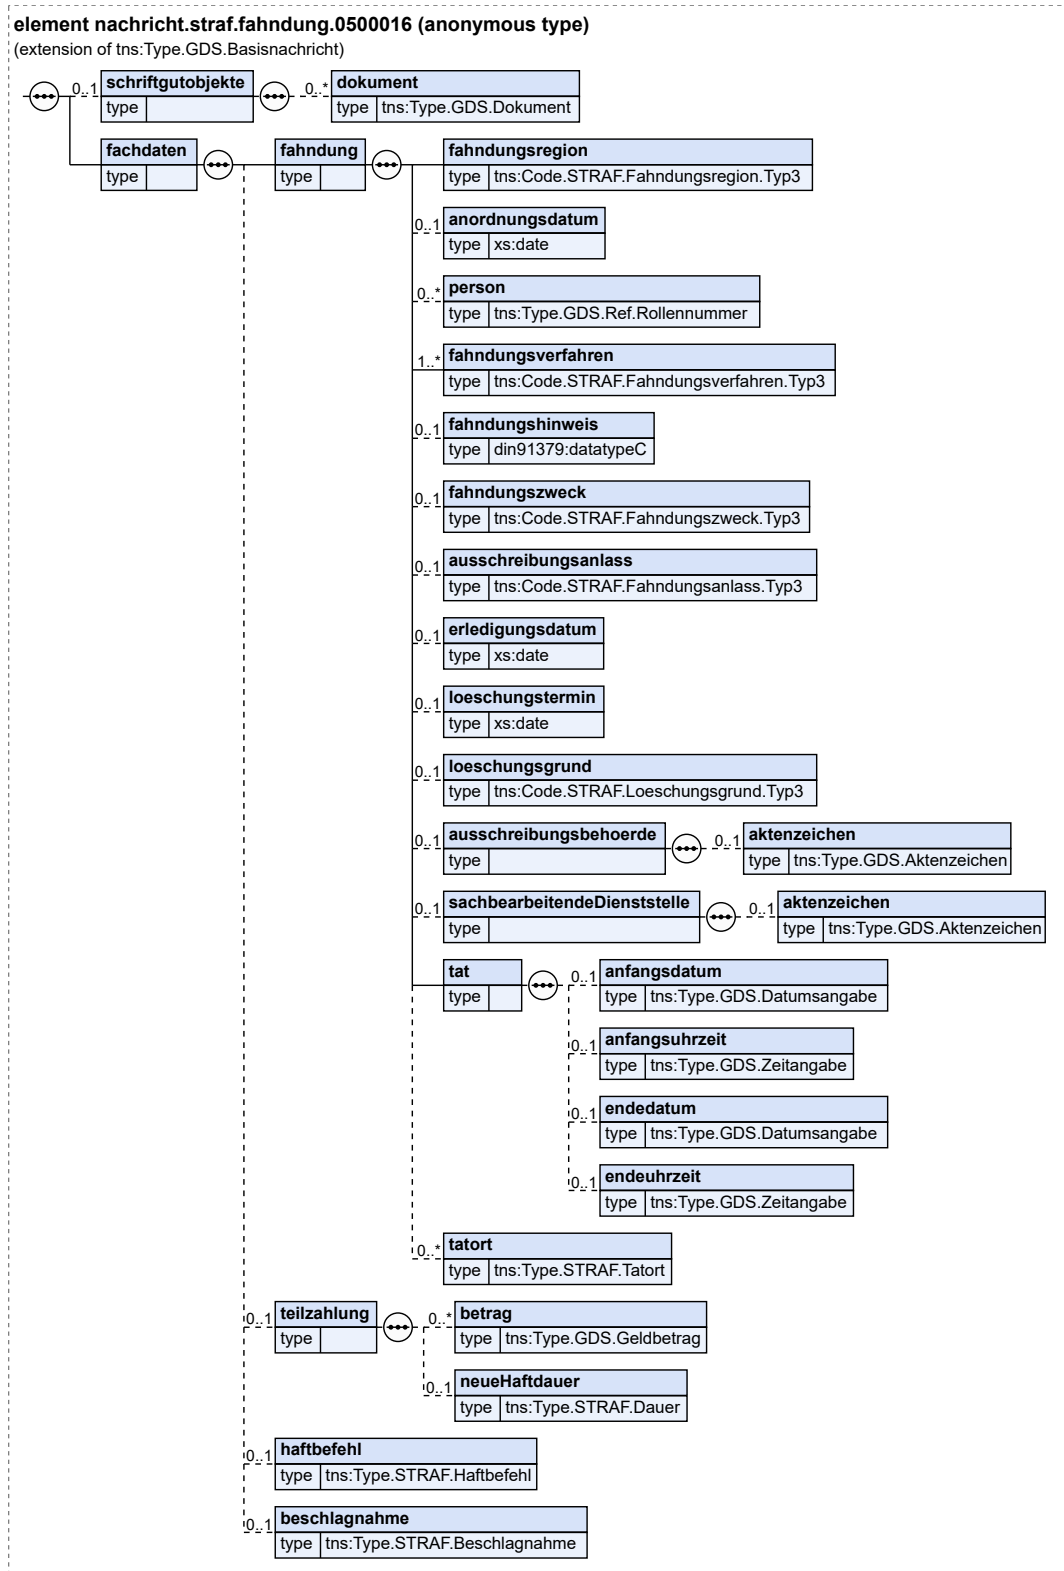 element nachricht.straf.fahndung.0500016 (anonymous type)
(extension of tns:Type.GDS.Basisnachricht)
0..1 schriftgutobjekte 0..* dokument
type type tns:Type.GDS.Dokument
fachdaten fahndung fahndungsregion
type type type tns:Code.STRAF.Fahndungsregion.Typ3
0..1 anordnungsdatum
type xs:date
0..* person
type tns:Type.GDS.Ref.Rollennummer
1..* fahndungsverfahren
type tns:Code.STRAF.Fahndungsverfahren.Typ3
0..1 fahndungshinweis
type din91379:datatypeC
0..1 fahndungszweck
type tns:Code.STRAF.Fahndungszweck.Typ3
0..1 ausschreibungsanlass
type tns:Code.STRAF.Fahndungsanlass.Typ3
0..1 erledigungsdatum
type xs:date
0..1 loeschungstermin
type xs:date
0..1 loeschungsgrund
type tns:Code.STRAF.Loeschungsgrund.Typ3
0..1 ausschreibungsbehoerde 0..1 aktenzeichen
type type tns:Type.GDS.Aktenzeichen
0..1 sachbearbeitendeDienststelle 0..1 aktenzeichen
type type tns:Type.GDS.Aktenzeichen
tat 0..1 anfangsdatum
type type tns:Type.GDS.Datumsangabe
0..1 anfangsuhrzeit
type tns:Type.GDS.Zeitangabe
0..1 endedatum
type tns:Type.GDS.Datumsangabe
0..1 endeuhrzeit
type tns:Type.GDS.Zeitangabe
0..* tatort
type tns:Type.STRAF.Tatort
0..1 teilzahlung 0..* betrag
type type tns:Type.GDS.Geldbetrag
0..1 neueHaftdauer
type tns:Type.STRAF.Dauer
0..1 haftbefehl
type tns:Type.STRAF.Haftbefehl
0..1 beschlagnahme
type tns:Type.STRAF.Beschlagnahme